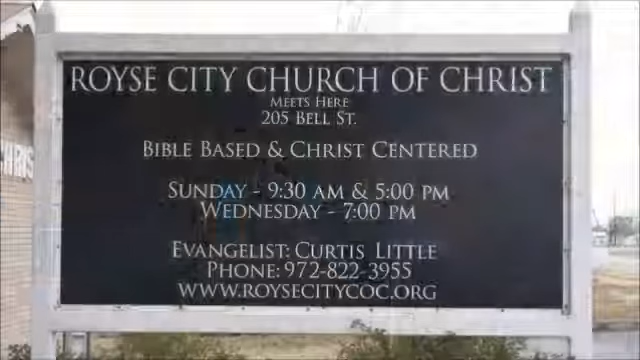 ROYSE CITY CHURCH OF CHRIST
MEETS HERE
205 BELL ST.
BIBLE BASED & CHRIST CENTERED
SUNDAY - 9:30 AM & 5:00 PM
WEDNESDAY - 7:00 PM
EVANGELIST: CURTIS LITTLE
PHONE: 972-822-3955
WWW.ROYSECITYCOC.ORG